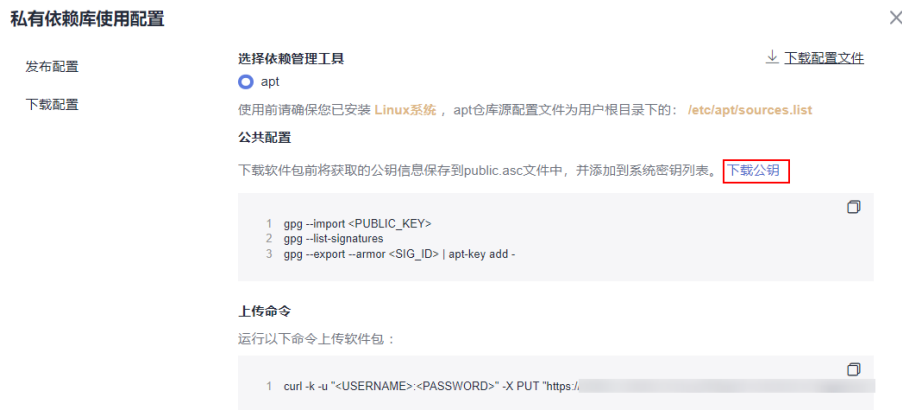 私有依赖库使用配置
发布配置
下载配置
选择依赖管理工具
下载配置文件
apt
使用前请确保您已安装 Linux系统 ，apt仓库源配置文件为用户根目录下的： /etc/apt/sources.list
公共配置
下载软件包前将获取的公钥信息保存到public.asc文件中，并添加到系统密钥列表。 下载公钥
1 gpg --import <PUBLIC_KEY>
2 gpg --list-signatures
3 gpg --export --armor <SIG_ID> | apt-key add -
上传命令
运行以下命令上传软件包：
1 curl -k -u "<USERNAME>:<PASSWORD>" -X PUT "https:/